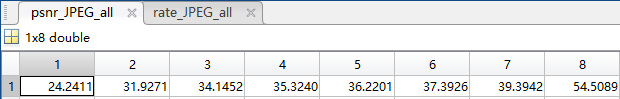 psnr_JPEG_all rate_JPEG_all
1x8 double
1 2 3 4 5 6 7 8
1 24.2411 31.9271 34.1452 35.3240 36.2201 37.3926 39.3942 54.5089